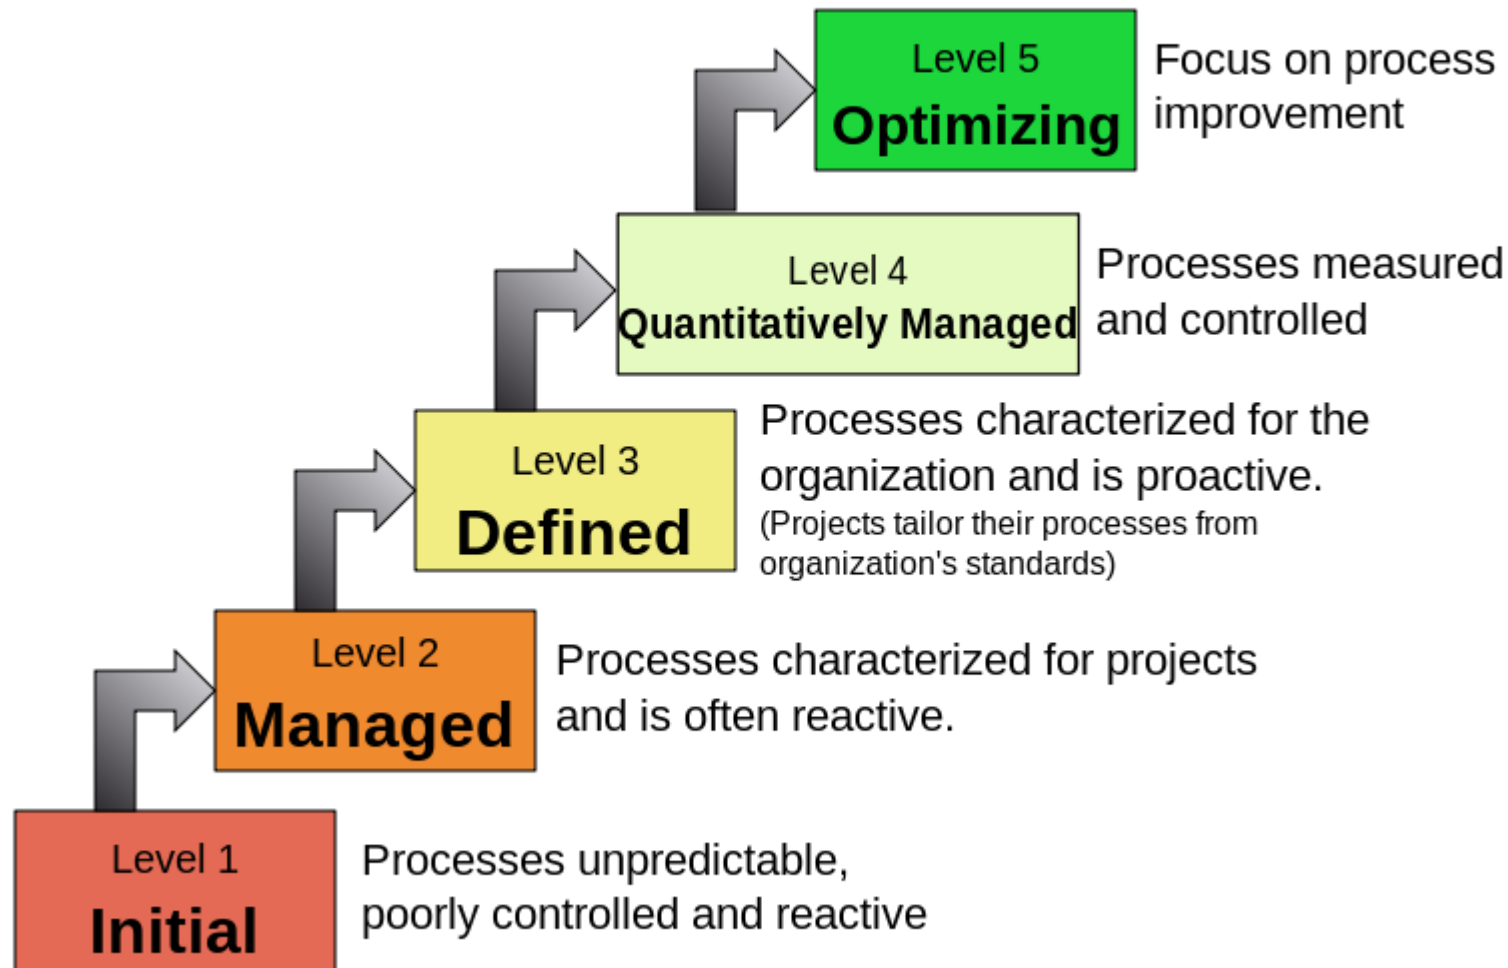 Level 5
Optimizing
Focus on process
improvement
Level 4
Quantitatively Managed
Processes measured
and controlled
Level 3
Defined
Processes characterized for the
organization and is proactive.
(Projects tailor their processes from
organization's standards)
Level 2
Managed
Processes characterized for projects
and is often reactive.
Level 1
Initial
Processes unpredictable,
poorly controlled and reactive